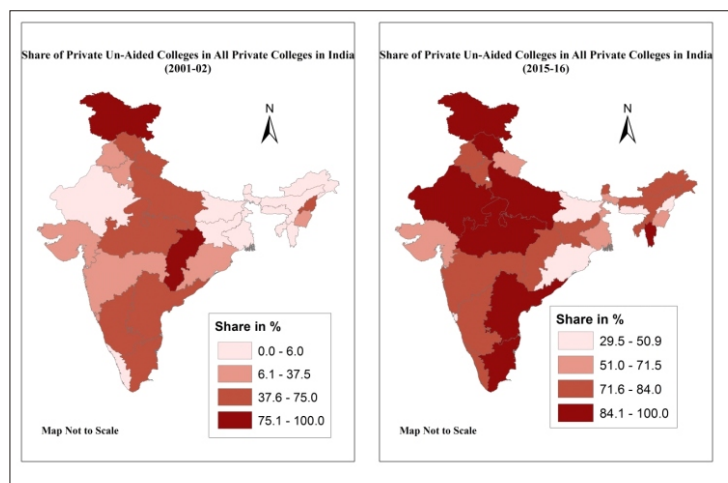 Share of Private Un-Aided Colleges in All Private Colleges in India
(2001-02)
N
Share in %
0.0 - 6.0
6.1 - 37.5
37.6 - 75.0
75.1 - 100.0
Map Not to Scale
Share of Private Un-Aided Colleges in All Private Colleges in India
(2015-16)
N
Share in %
29.5 - 50.9
51.0 - 71.5
71.6 - 84.0
84.1 - 100.0
Map Not to Scale